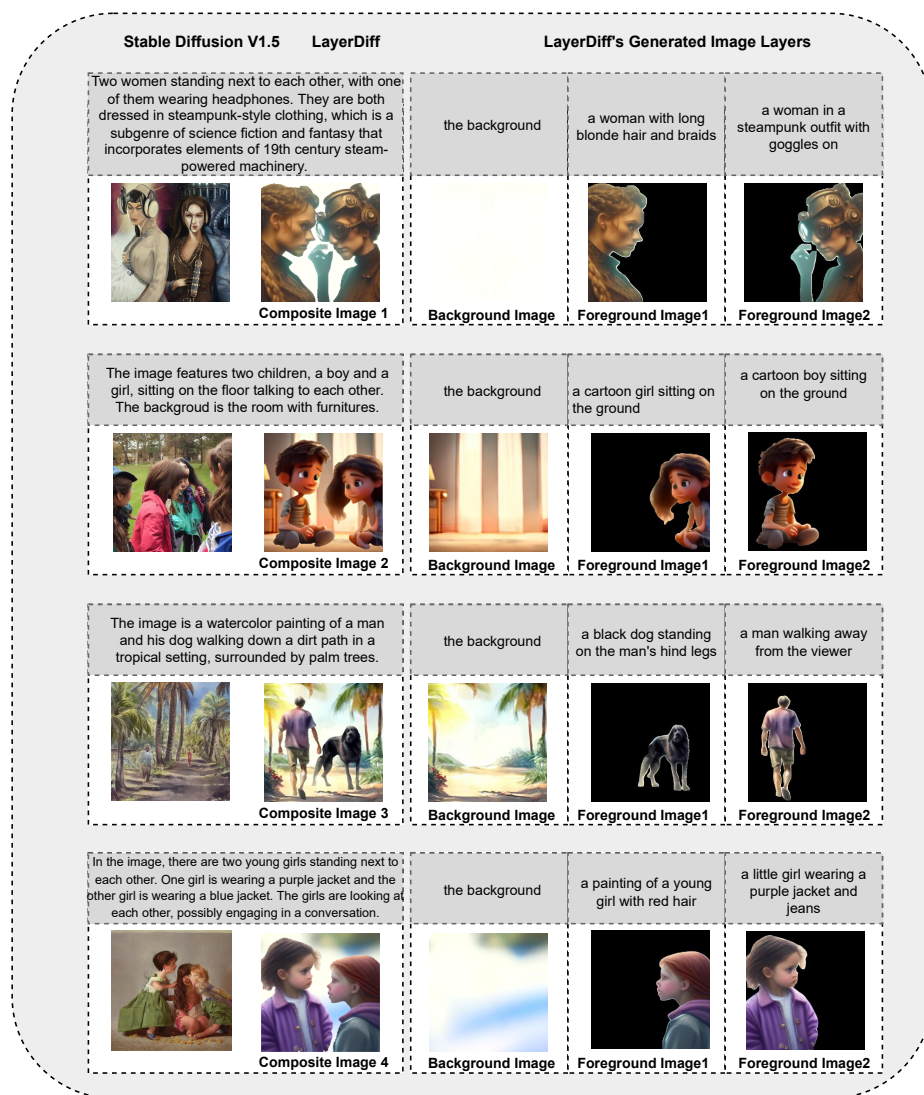 Stable Diffusion V1.5 LayerDiff LayerDiff's Generated Image Layers
Two women standing next to each other, with one
of them wearing headphones. They are both
dressed in steampunk-style clothing, which is a
subgenre of science fiction and fantasy that
incorporates elements of 19th century steam-
powered machinery.
the background
a woman with long
blonde hair and braids
a woman in a
steampunk outfit with
goggles on
Composite Image 1
Background Image
Foreground Image1
Foreground Image2
The image features two children, a boy and a
girl, sitting on the floor talking to each other.
The backgroud is the room with furnitures.
the background
a cartoon girl sitting on
the ground
a cartoon boy sitting
on the ground
Composite Image 2
Background Image
Foreground Image1
Foreground Image2
The image is a watercolor painting of a man
and his dog walking down a dirt path in a
tropical setting, surrounded by palm trees.
the background
a black dog standing
on the man's hind legs
a man walking away
from the viewer
Composite Image 3
Background Image
Foreground Image1
Foreground Image2
In the image, there are two young girls standing next to
each other. One girl is wearing a purple jacket and the
other girl is wearing a blue jacket. The girls are looking at
each other, possibly engaging in a conversation.
the background
a painting of a young
girl with red hair
a little girl wearing a
purple jacket and
jeans
Composite Image 4
Background Image
Foreground Image1
Foreground Image2